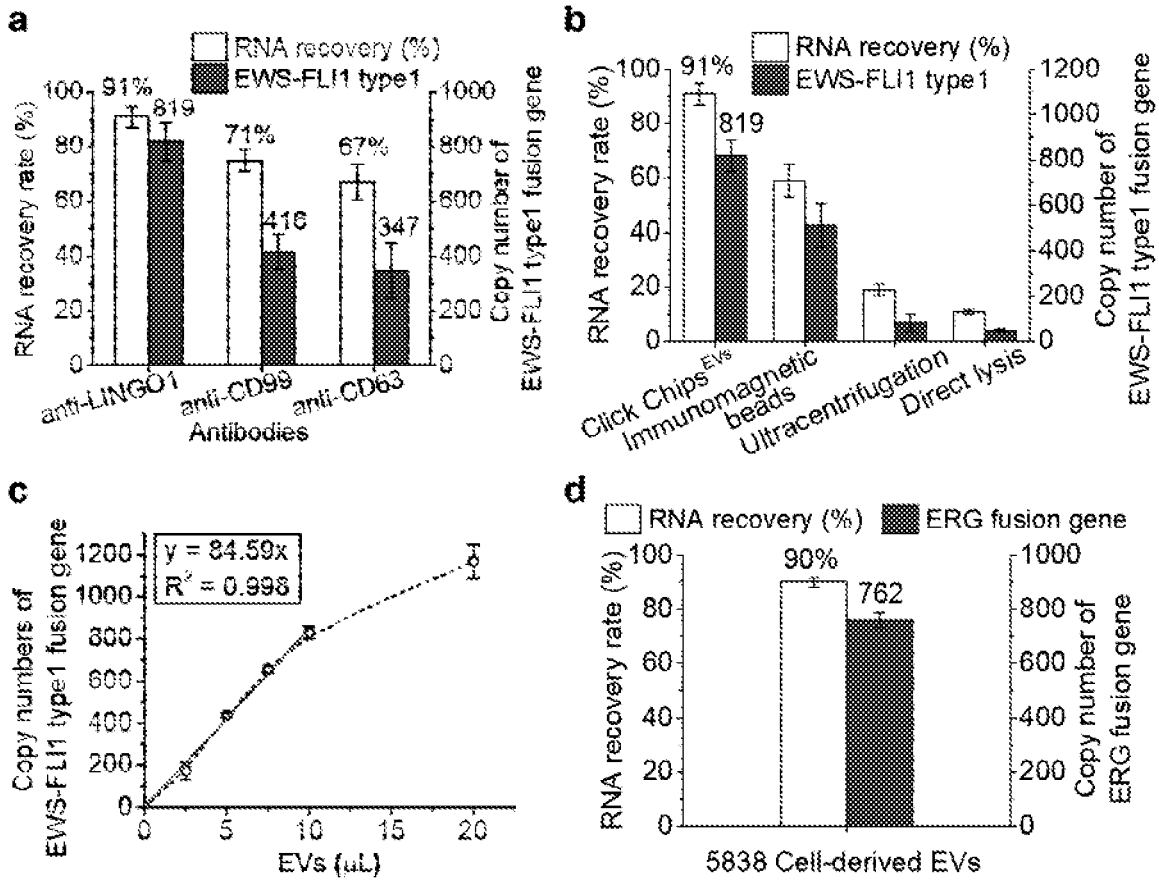 a
RNA recovery (%)
EWS-FLI1 type1
RNA recovery rate (%)
100
80
60
40
20
0
91%
819
71%
416
67%
347
1000
800
600
400
200
0
Copy number of
EWS-FLI1 type1 fusion gene
anti-LINGO1
anti-CD99
anti-CD63
Antibodies
b
RNA recovery (%)
EWS-FLI1 type1
RNA recovery rate (%)
100
80
60
40
20
0
91%
819
1200
1000
800
600
400
200
0
Copy number of
EWS-FLI1 type1 fusion gene
Click Chips^EVs
Immunomagnetic
beads
Ultracentrifugation
Direct lysis
c
Copy numbers of
EWS-FLI1 type1 fusion gene
1200
1000
800
600
400
200
0
y = 84.59x
R² = 0.998
0
5
10
15
20
EVs (μL)
d
RNA recovery (%)
ERG fusion gene
RNA recovery rate (%)
100
80
60
40
20
0
90%
762
1000
800
600
400
200
0
Copy number of
ERG fusion gene
5838 Cell-derived EVs